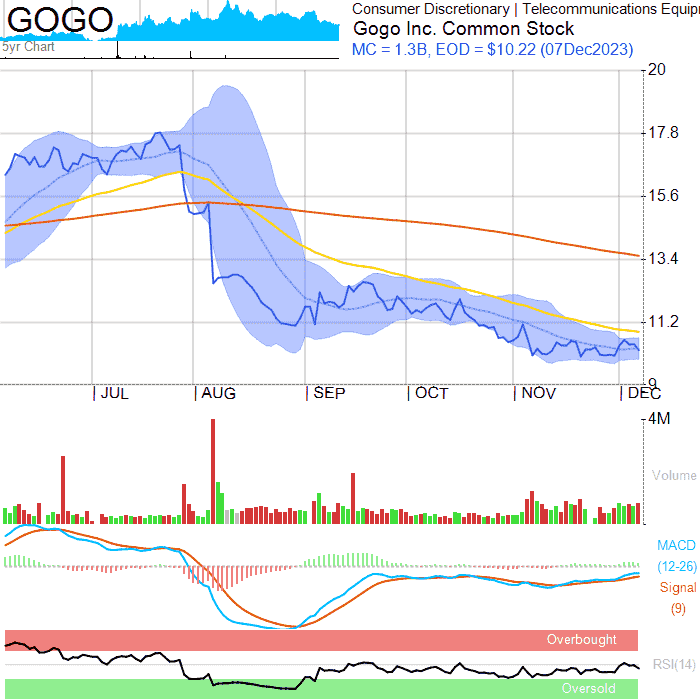 GOGO
5yr Chart
Consumer Discretionary | Telecommunications Equip
Gogo Inc. Common Stock
MC = 1.3B, EOD = $10.22 (07Dec2023)
20
17.8
15.6
13.4
11.2
9
JUL AUG SEP OCT NOV DEC
4M
Volume
MACD
(12-26)
Signal
(9)
Overbought
RSI(14)
Oversold